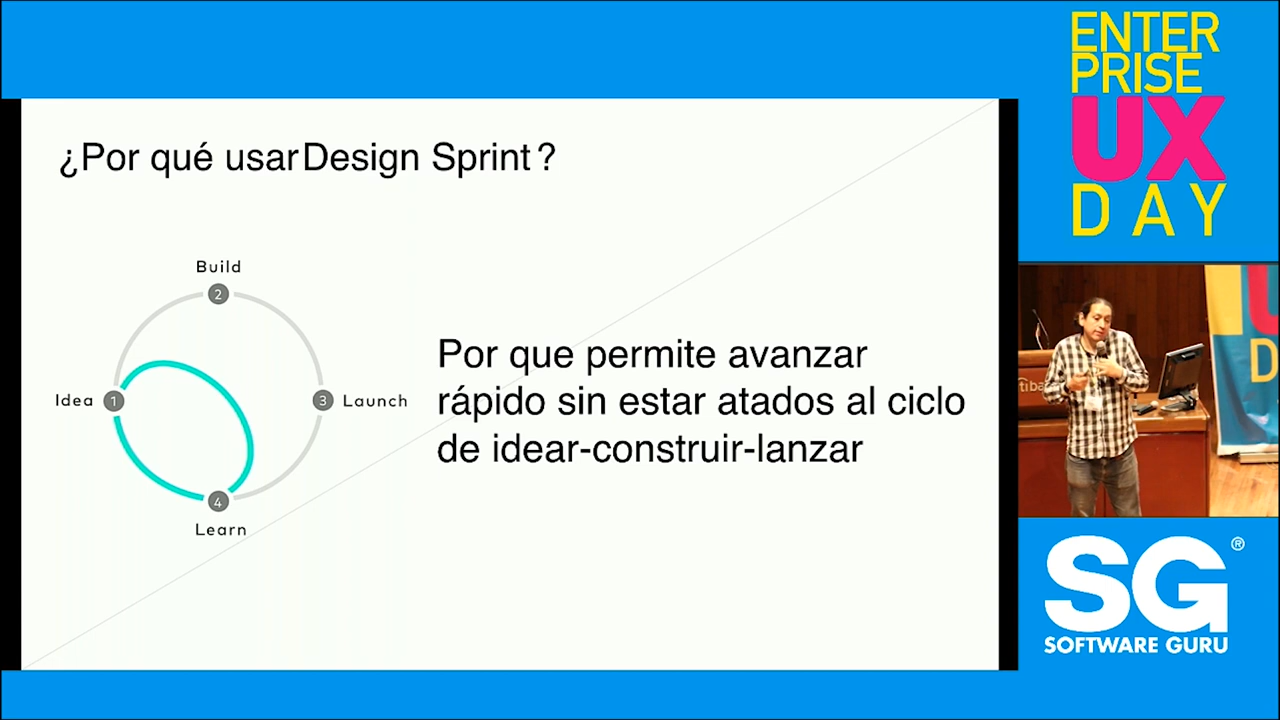 ENTER
PRISE
UX
DAY
¿Por qué usar Design Sprint ?
Build
2
Idea 1
3 Launch
4
Learn
Por que permite avanzar
rápido sin estar atados al ciclo
de idear-construir-lanzar
tiba
D
SG®
SOFTWARE GURU